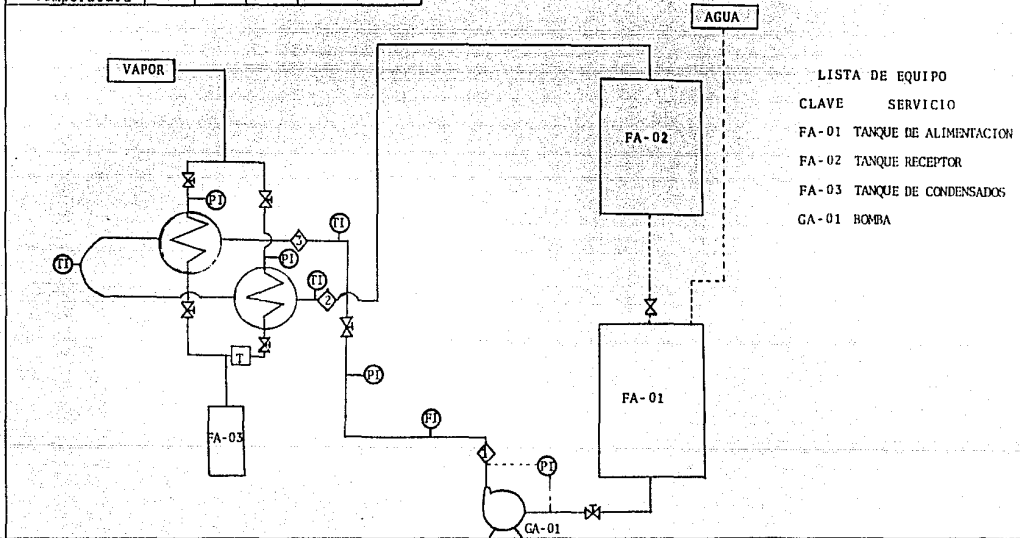 Temperatura
AGUA
VAPOR
LISTA DE EQUIPO
CLAVE SERVICIO
FA-01 TANQUE DE ALIMENTACION
FA-02 TANQUE RECEPTOR
FA-03 TANQUE DE CONDENSADOS
GA-01 BOMBA
FA-02
PI
TI
3
TI
PI
TI
2
T
PI
FA-01
FA-03
FI
1
PI
GA-01